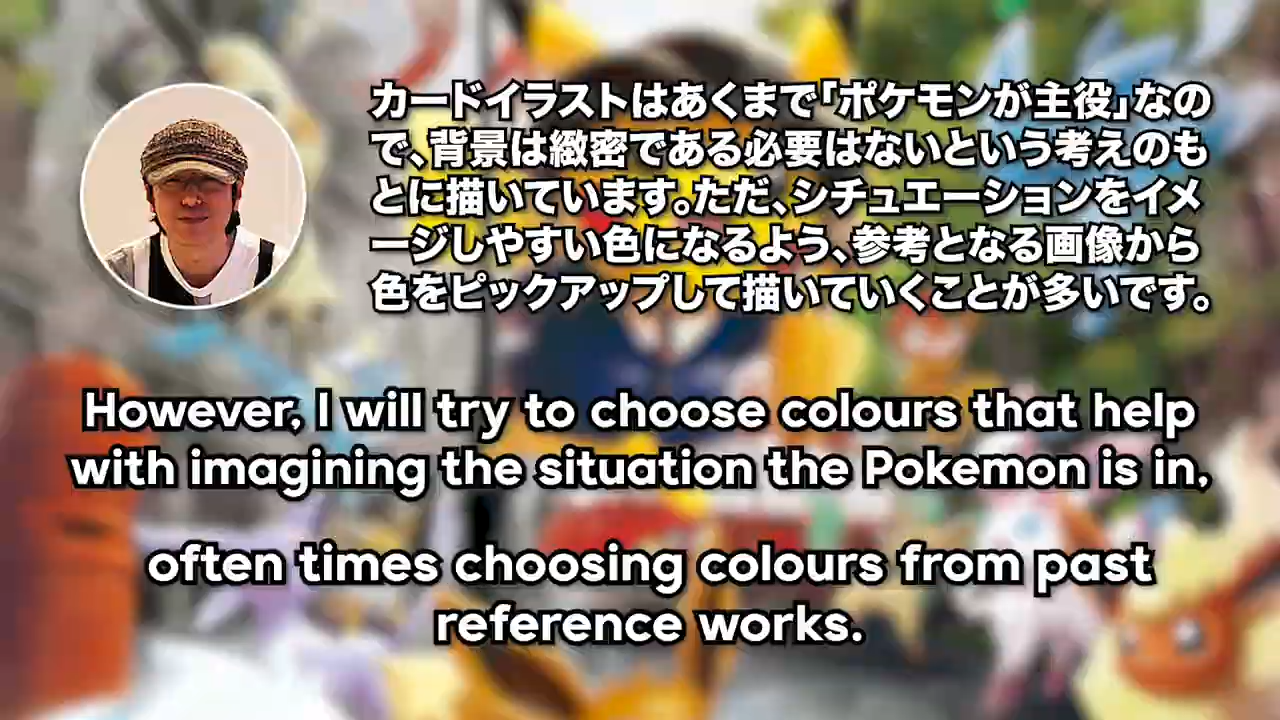 カードイラストはあくまで「ポケモンが主役」なの
で、背景は緻密である必要はないという考えのも
とに描いています。ただ、シチュエーションをイメ
ージしやすい色になるよう、参考となる画像から
色をピックアップして描いていくことが多いです。
However, I will try to choose colours that help
with imagining the situation the Pokemon is in,
often times choosing colours from past
reference works.